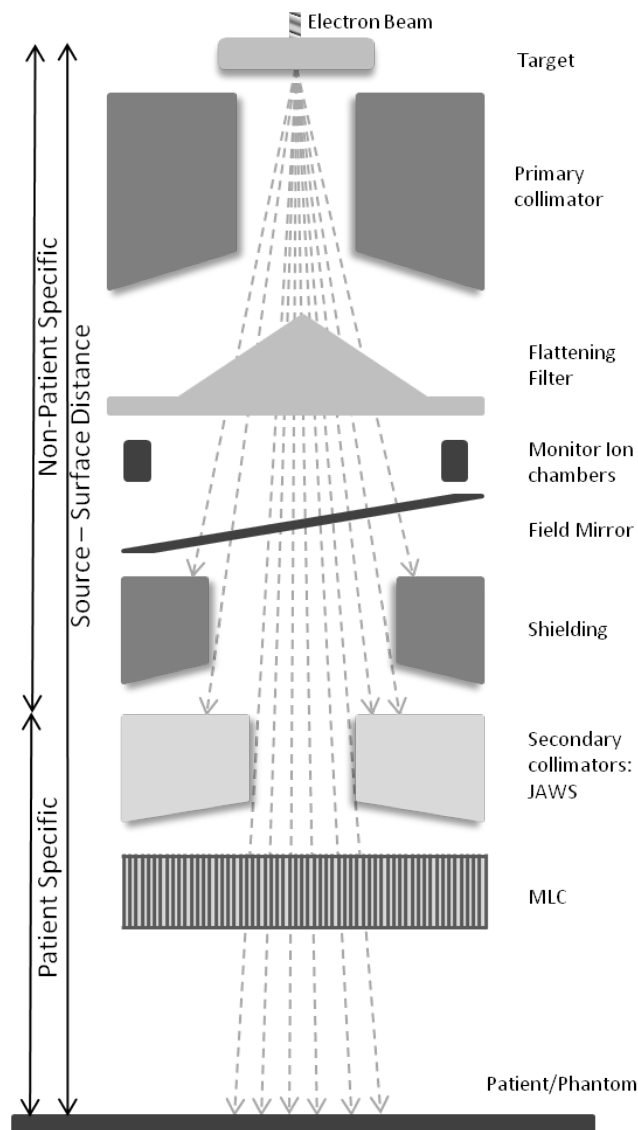 Electron Beam
Target
Primary
collimator
Flattening
Filter
Monitor Ion
chambers
Field Mirror
Shielding
Secondary
collimators:
JAWS
MLC
Patient/Phantom
Non-Patient Specific
Source – Surface Distance
Patient Specific